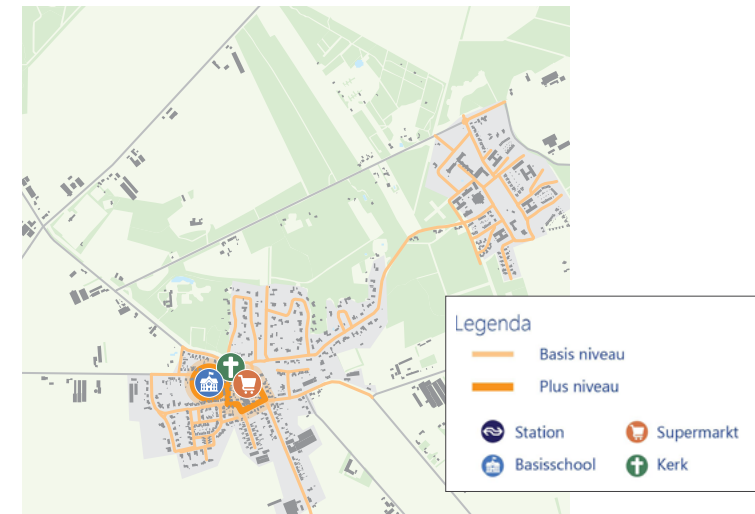 Legenda
Basis niveau
Plus niveau
Station
Supermarkt
Basisschool
Kerk